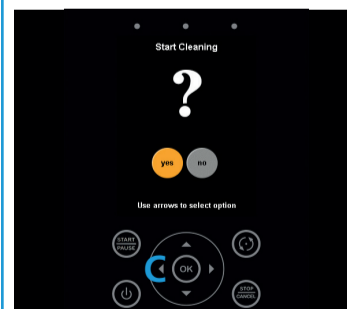 Start Cleaning
?
yes no
Use arrows to select option
START
PAUSE
OK
STOP
CANCEL